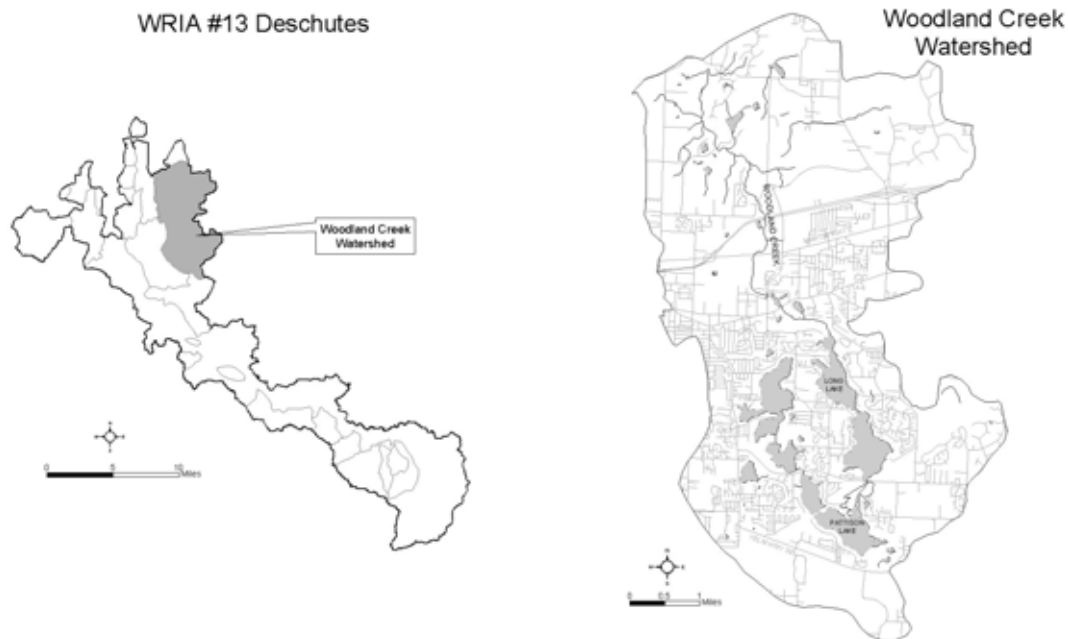 WRIA #13 Deschutes
Woodland Creek
Watershed
0 5 10
Miles
Woodland Creek
Watershed
WOODLAND CREEK
LONG
LAKE
PATTISON
LAKE
0 0.5 1
Miles